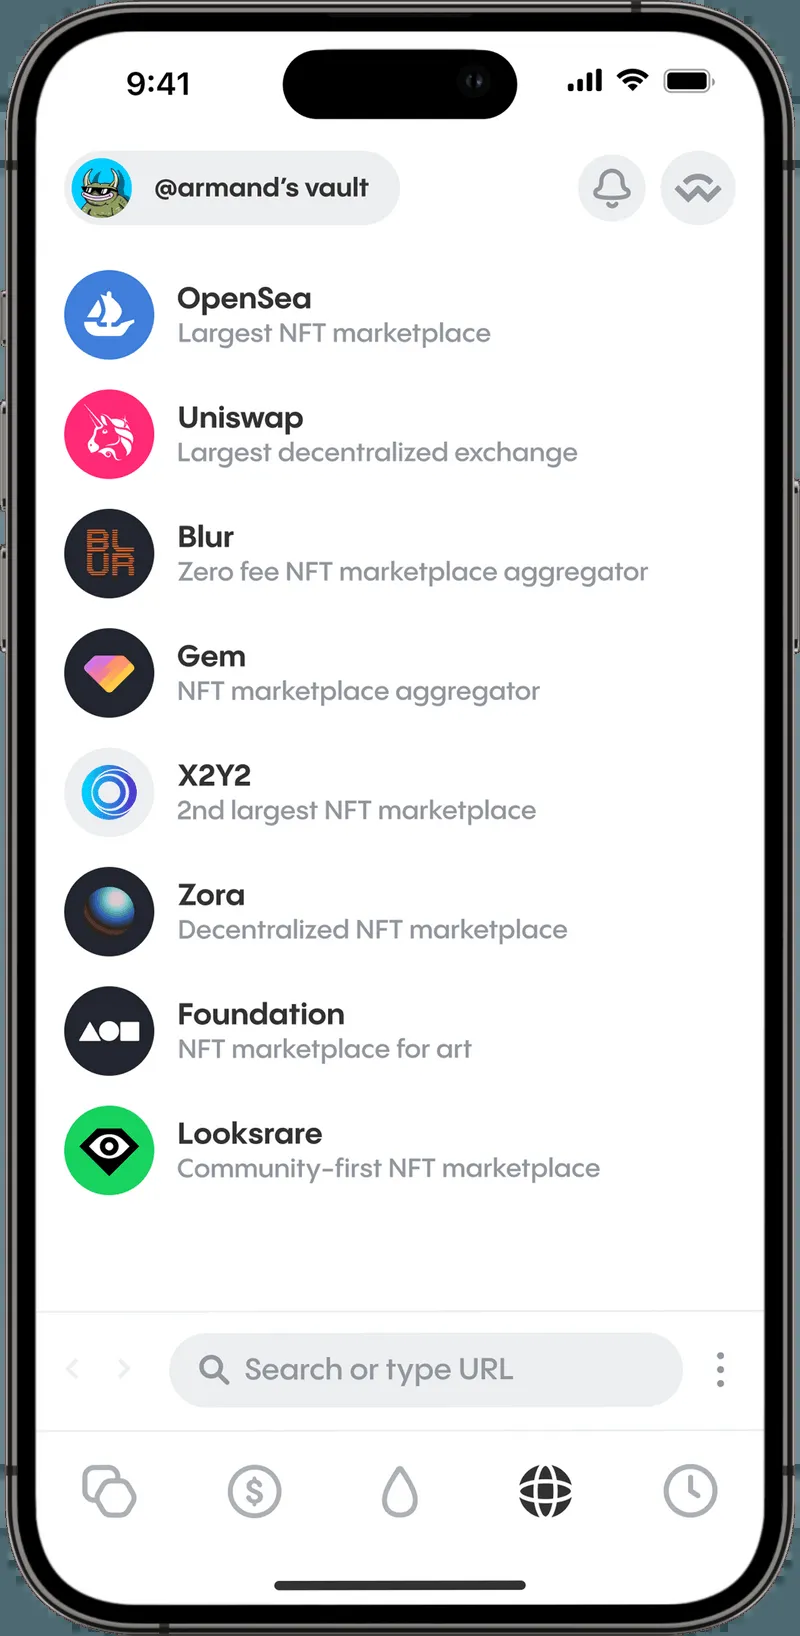 9:41
@armand's vault
OpenSea
Largest NFT marketplace
Uniswap
Largest decentralized exchange
BL
UR
Blur
Zero fee NFT marketplace aggregator
Gem
NFT marketplace aggregator
X2Y2
2nd largest NFT marketplace
Zora
Decentralized NFT marketplace
Foundation
NFT marketplace for art
Looksrare
Community-first NFT marketplace
Search or type URL
$